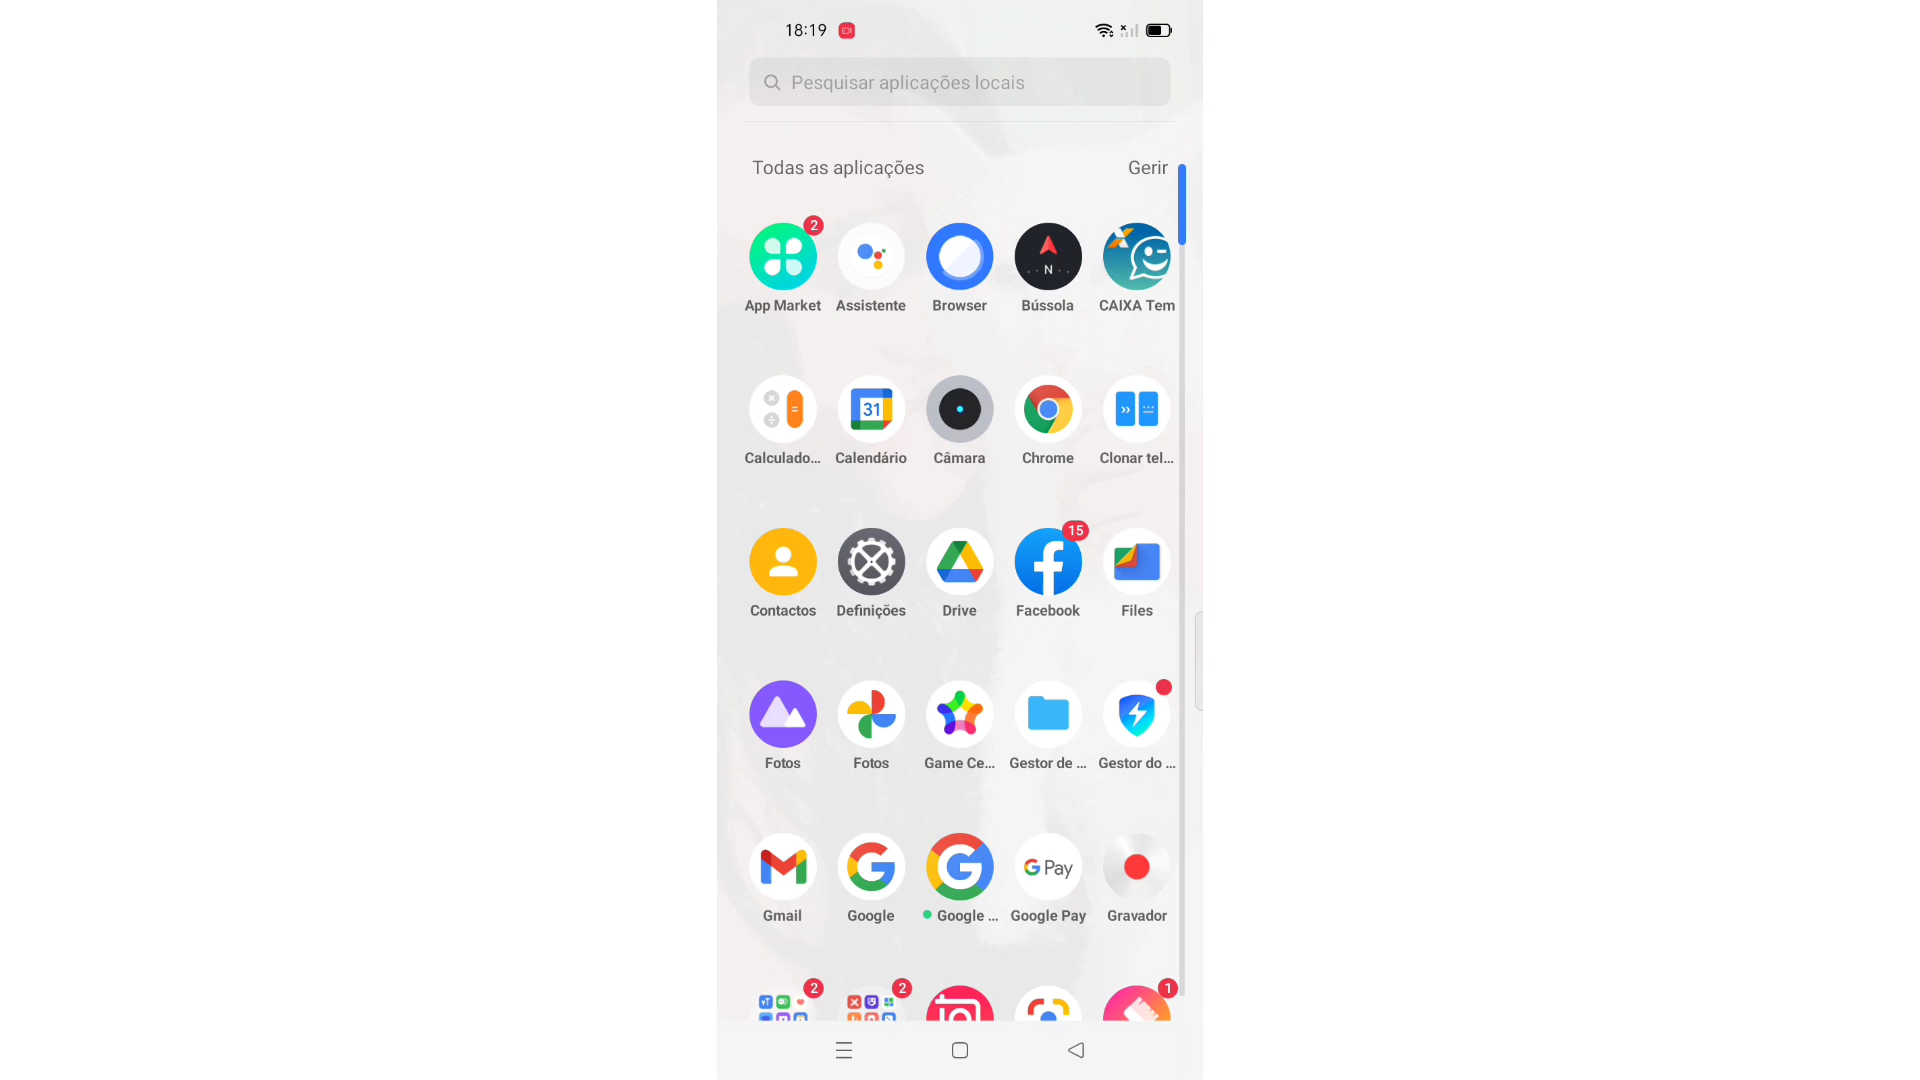 18:19
Pesquisar aplicações locais
Todas as aplicações
Gerir
2
N
App Market
Assistente
Browser
Bússola
CAIXA Tem
31
Calculado...
Calendário
Câmara
Chrome
Clonar tel...
15
Contactos
Definições
Drive
Facebook
Files
Fotos
Fotos
Game Ce...
Gestor de ...
Gestor do ...
G Pay
Gmail
Google
Google ...
Google Pay
Gravador
2
2
1